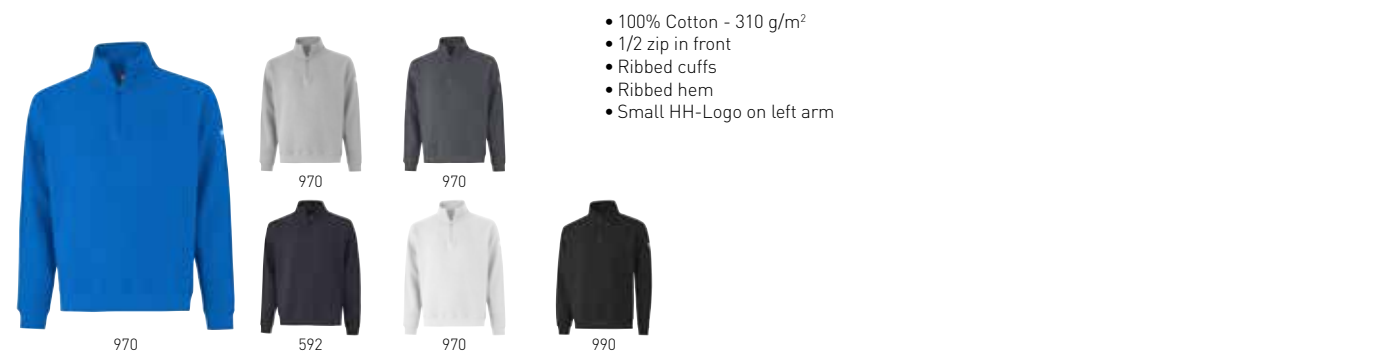 • 100% Cotton - 310 g/m²
• 1/2 zip in front
• Ribbed cuffs
• Ribbed hem
• Small HH-Logo on left arm
970
970
970
592
970
990